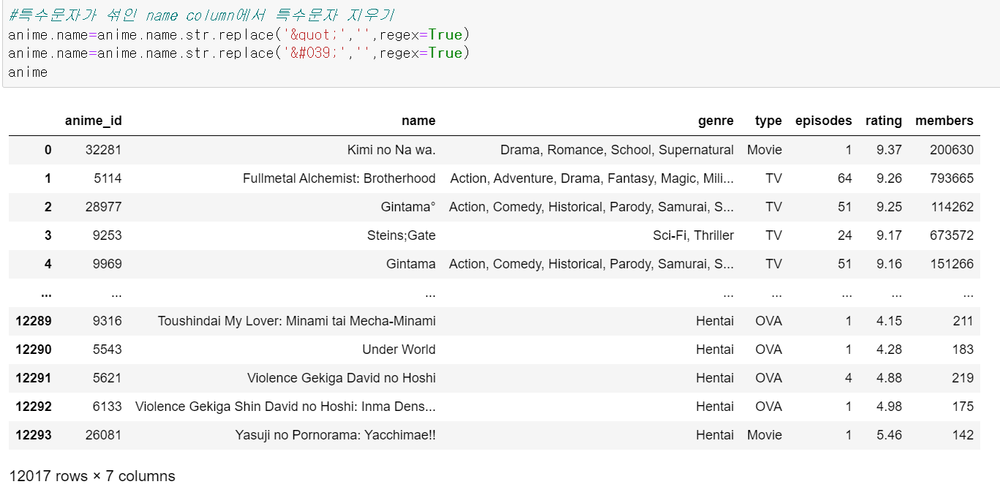 #특수문자가 섞인 name column에서 특수문자 지우기
anime.name=anime.name.str.replace('&quot;','',regex=True)
anime.name=anime.name.str.replace('&#039;','',regex=True)
anime
anime_id name genre type episodes rating members
0 32281 Kimi no Na wa. Drama, Romance, School, Supernatural Movie 1 9.37 200630
1 5114 Fullmetal Alchemist: Brotherhood Action, Adventure, Drama, Fantasy, Magic, Mili... TV 64 9.26 793665
2 28977 Gintama° Action, Comedy, Historical, Parody, Samurai, S... TV 51 9.25 114262
3 9253 Steins;Gate Sci-Fi, Thriller TV 24 9.17 673572
4 9969 Gintama Action, Comedy, Historical, Parody, Samurai, S... TV 51 9.16 151266
... ... ... ... ... ... ... ...
12289 9316 Toushindai My Lover: Minami tai Mecha-Minami Hentai OVA 1 4.15 211
12290 5543 Under World Hentai OVA 1 4.28 183
12291 5621 Violence Gekiga David no Hoshi Hentai OVA 4 4.88 219
12292 6133 Violence Gekiga Shin David no Hoshi: Inma Dens... Hentai OVA 1 4.98 175
12293 26081 Yasuji no Pornorama: Yacchimae!! Hentai Movie 1 5.46 142
12017 rows × 7 columns